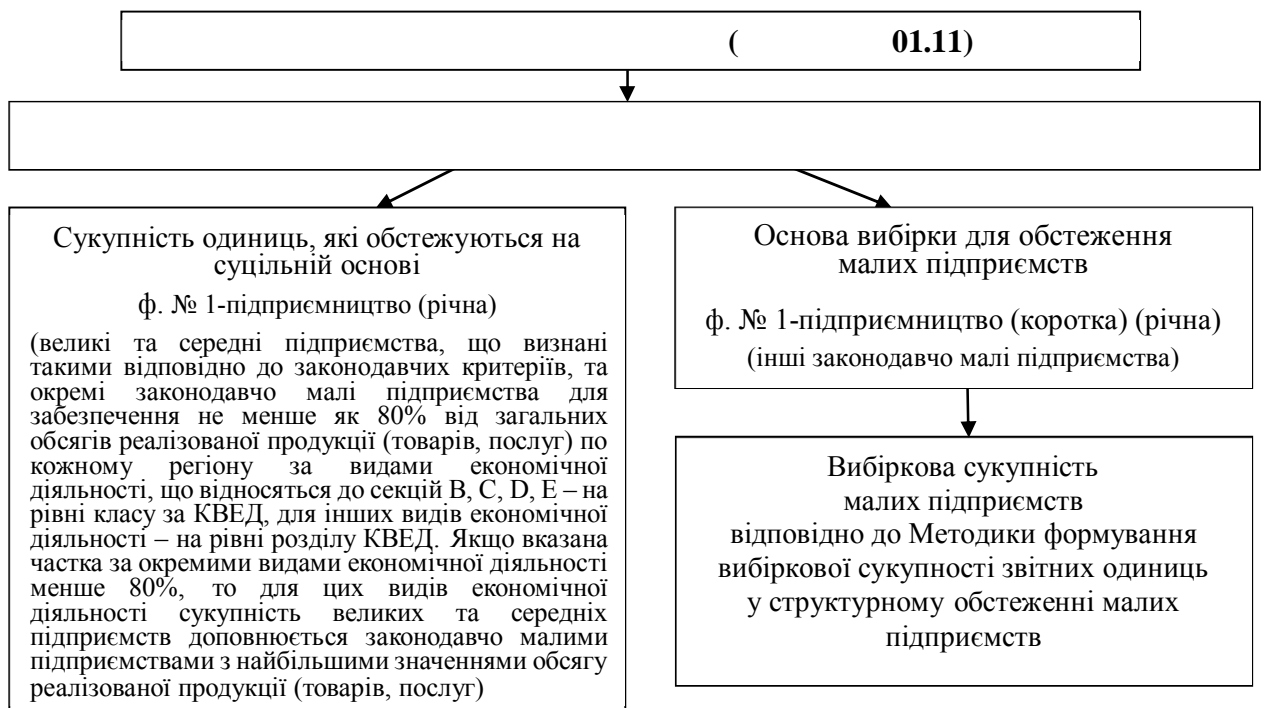 ( 01.11)
Сукупність одиниць, які обстежуються на
суцільній основі
ф. № 1-підприємництво (річна)
(великі та середні підприємства, що визнані
такими відповідно до законодавчих критеріїв, та
окремі законодавчо малі підприємства для
забезпечення не менше як 80% від загальних
обсягів реалізованої продукції (товарів, послуг) по
кожному регіону за видами економічної
діяльності, що відносяться до секцій B, C, D, E – на
рівні класу за КВЕД, для інших видів економічної
діяльності – на рівні розділу КВЕД. Якщо вказана
частка за окремими видами економічної діяльності
менше 80%, то для цих видів економічної
діяльності сукупність великих та середніх
підприємств доповнюється законодавчо малими
підприємствами з найбільшими значеннями обсягу
реалізованої продукції (товарів, послуг)
Основа вибірки для обстеження
малих підприємств
ф. № 1-підприємництво (коротка) (річна)
(інші законодавчо малі підприємства)
Вибіркова сукупність
малих підприємств
відповідно до Методики формування
вибіркової сукупності звітних одиниць
у структурному обстеженні малих
підприємств